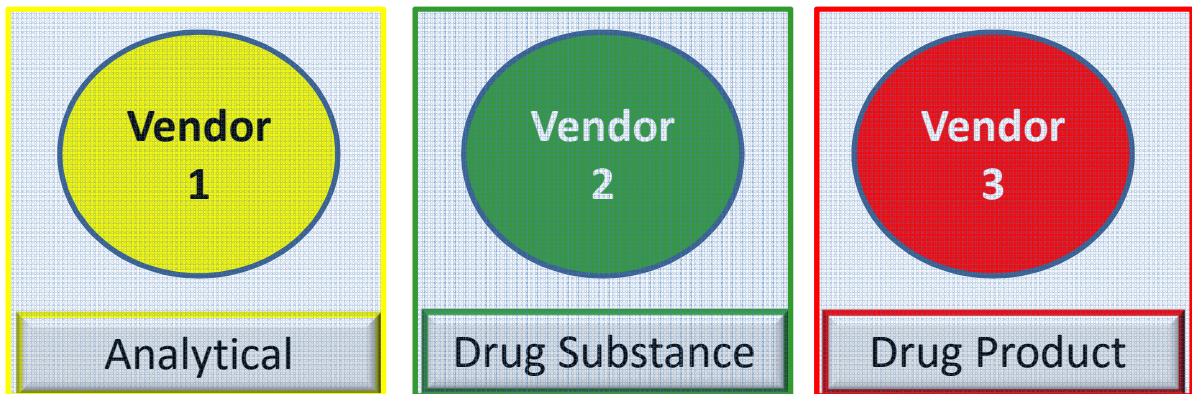 Vendor
1
Analytical
Vendor
2
Drug Substance
Vendor
3
Drug Product